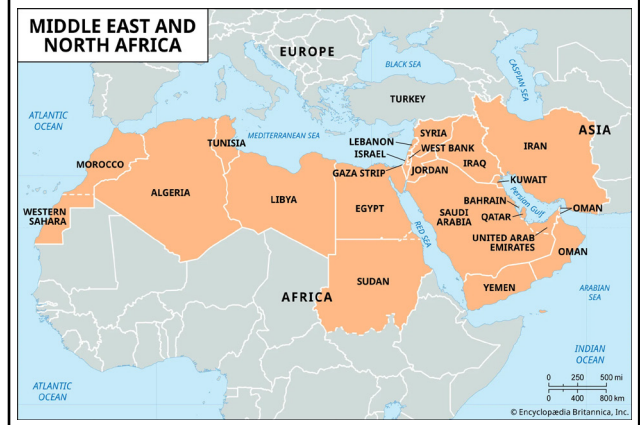 MIDDLE EAST AND
NORTH AFRICA
EUROPE
BLACK SEA
CASPIAN SEA
ATLANTIC
OCEAN
TURKEY
ASIA
MEDITERRANEAN SEA
TUNISIA
LEBANON
SYRIA
ISRAEL
WEST BANK
IRAN
MOROCCO
GAZA STRIP
JORDAN
IRAQ
ALGERIA
LIBYA
EGYPT
KUWAIT
WESTERN
SAHARA
BAHRAIN
Persian Gulf
OMAN
SAUDI
ARABIA
QATAR
RED SEA
UNITED ARAB
EMIRATES
OMAN
SUDAN
YEMEN
ARABIAN
SEA
AFRICA
INDIAN
OCEAN
ATLANTIC
OCEAN
0 250 500 mi
0 400 800 km
© Encyclopædia Britannica, Inc.